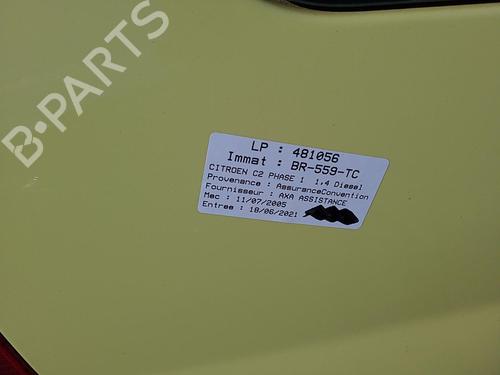 B-PARTS
LP : 481056
Immat : BR-559-TC
CITROEN C2 PHASE 1 1.4 Diesel
Provenance : AssuranceConvention
Fournisseur : AXA ASSISTANCE
Mec : 11/07/2005
Entree : 18/06/2021